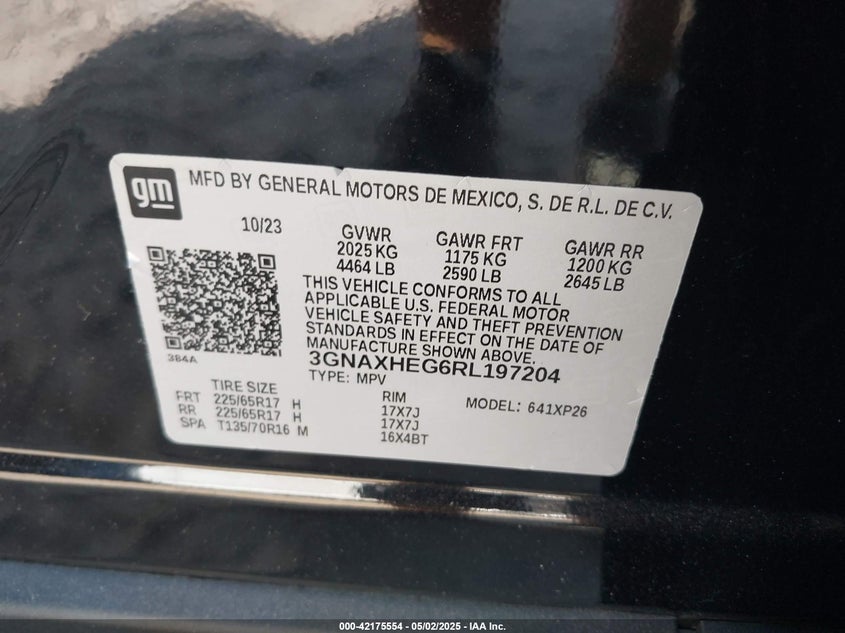 gm
MFD BY GENERAL MOTORS DE MEXICO, S. DE R.L. DE C.V.
10/23
GVWR
2025 KG
4464 LB
GAWR FRT
1175 KG
2590 LB
GAWR RR
1200 KG
2645 LB
THIS VEHICLE CONFORMS TO ALL
APPLICABLE U.S. FEDERAL MOTOR
VEHICLE SAFETY AND THEFT PREVENTION
STANDARDS IN EFFECT ON THE DATE OF
MANUFACTURE SHOWN ABOVE.
384A
3GNAXHEG6RL197204
TYPE: MPV
TIRE SIZE
RIM
MODEL: 641XP26
FRT 225/65R17 H 17X7J
RR 225/65R17 H 17X7J
SPA T135/70R16 M 16X4BT
000-42175554 - 05/02/2025 - IAA Inc.